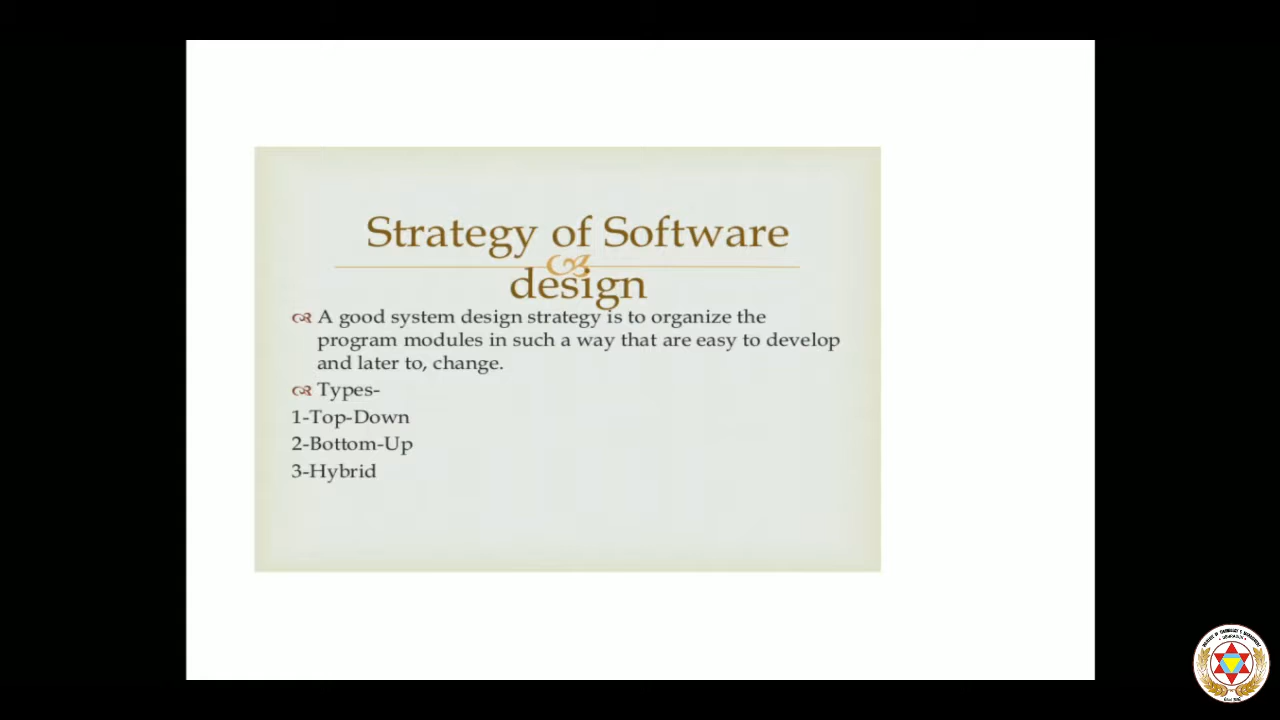 Strategy of Software
design
A good system design strategy is to organize the
program modules in such a way that are easy to develop
and later to, change.
Types-
1-Top-Down
2-Bottom-Up
3-Hybrid